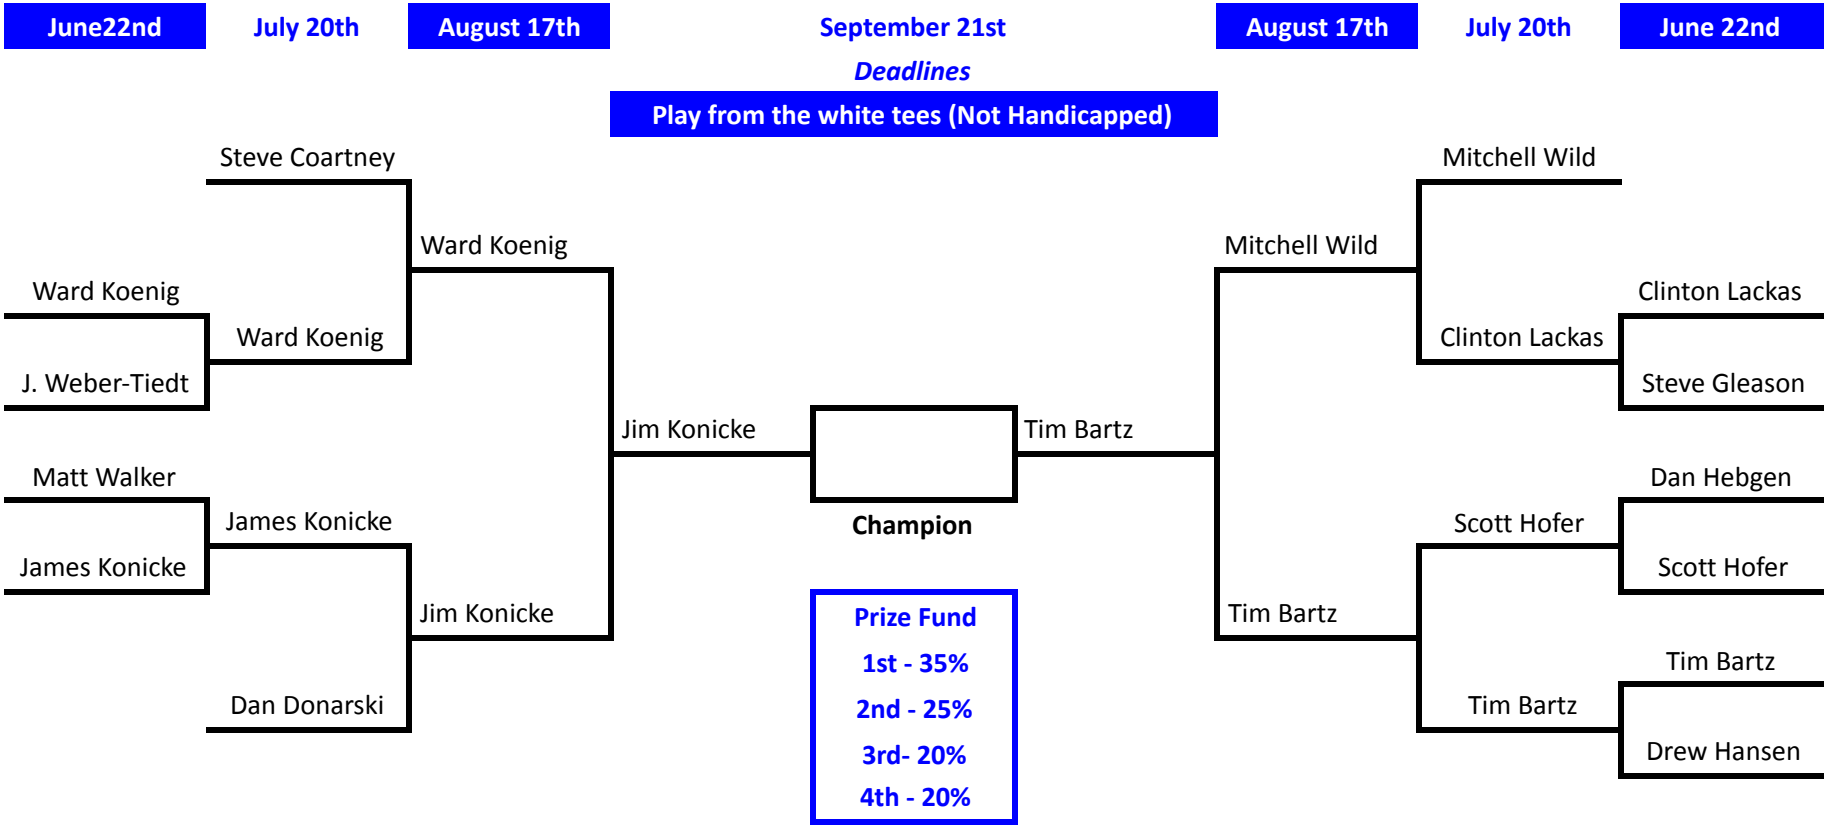 June22nd July 20th August 17th September 21st August 17th July 20th June 22nd
Deadlines
Play from the white tees (Not Handicapped)
Steve Coartney Mitchell Wild
Ward Koenig Mitchell Wild
Ward Koenig Clinton Lackas
Ward Koenig Clinton Lackas
J. Weber-Tiedt Steve Gleason
Jim Konicke Tim Bartz
Matt Walker Dan Hebgen
James Konicke Champion Scott Hofer
James Konicke Scott Hofer
Jim Konicke Prize Fund Tim Bartz
1st - 35% Tim Bartz
Dan Donarski 2nd - 25% Tim Bartz
3rd- 20% Drew Hansen
4th - 20%